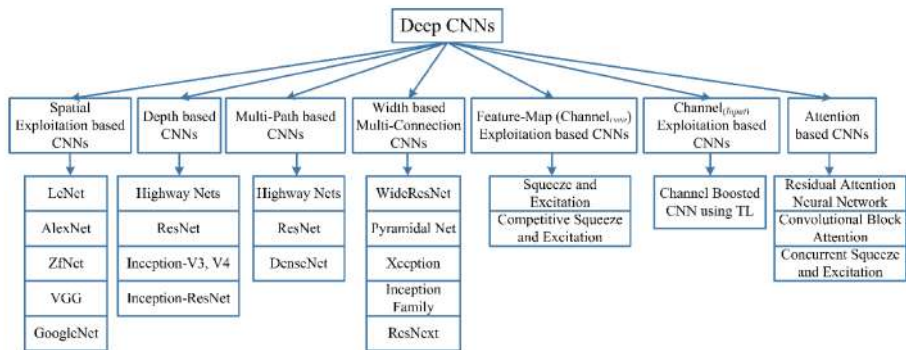 Deep CNNs
Spatial
Exploitation based
CNNs
Depth based
CNNs
Multi-Path based
CNNs
Width based
Multi-Connection
CNNs
Feature-Map (Channelconv)
Exploitation based CNNs
Channel(Input)
Exploitation based
CNNs
Attention
based CNNs
LeNet
AlexNet
ZfNet
VGG
GoogleNet
Highway Nets
ResNet
Inception-V3, V4
Inception-ResNet
Highway Nets
ResNet
DenseNet
WideResNet
Pyramidal Net
Xception
Inception
Family
ResNext
Squeeze and
Excitation
Competitive Squeeze
and Excitation
Channel Boosted
CNN using TL
Residual Attention
Neural Network
Convolutional Block
Attention
Concurrent Squeeze
and Excitation